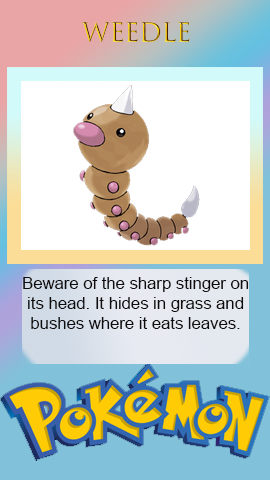 WEEDLE
Beware of the sharp stinger on
its head. It hides in grass and
bushes where it eats leaves.
POKéMON